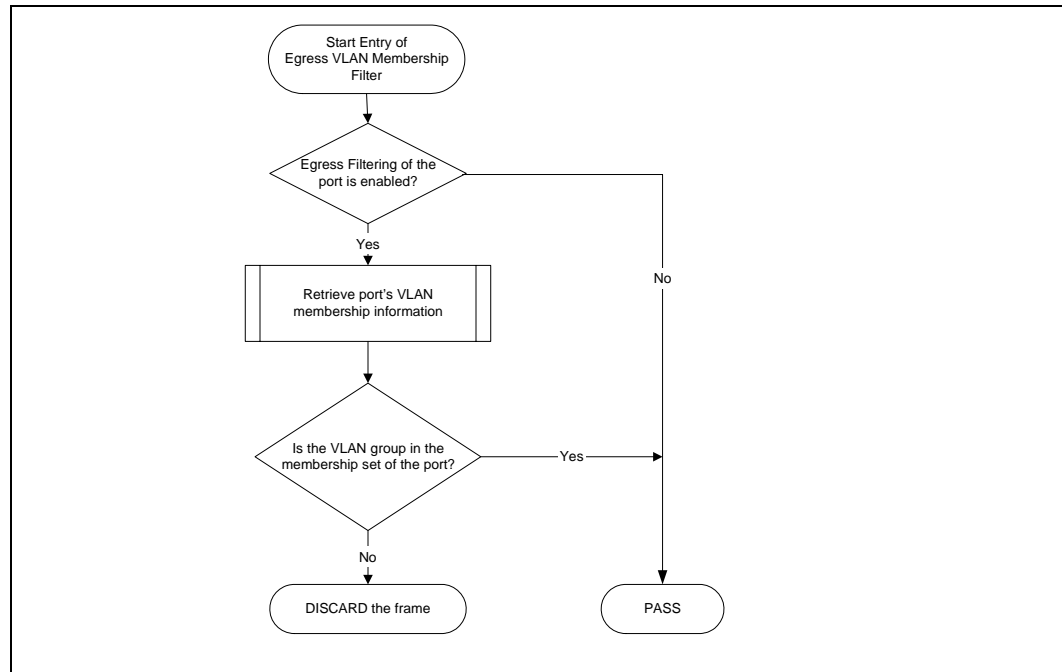 Start Entry of
Egress VLAN Membership
Filter
Egress Filtering of the
port is enabled?
Yes
No
Retrieve port's VLAN
membership information
Is the VLAN group in the
membership set of the port?
Yes
No
DISCARD the frame
PASS